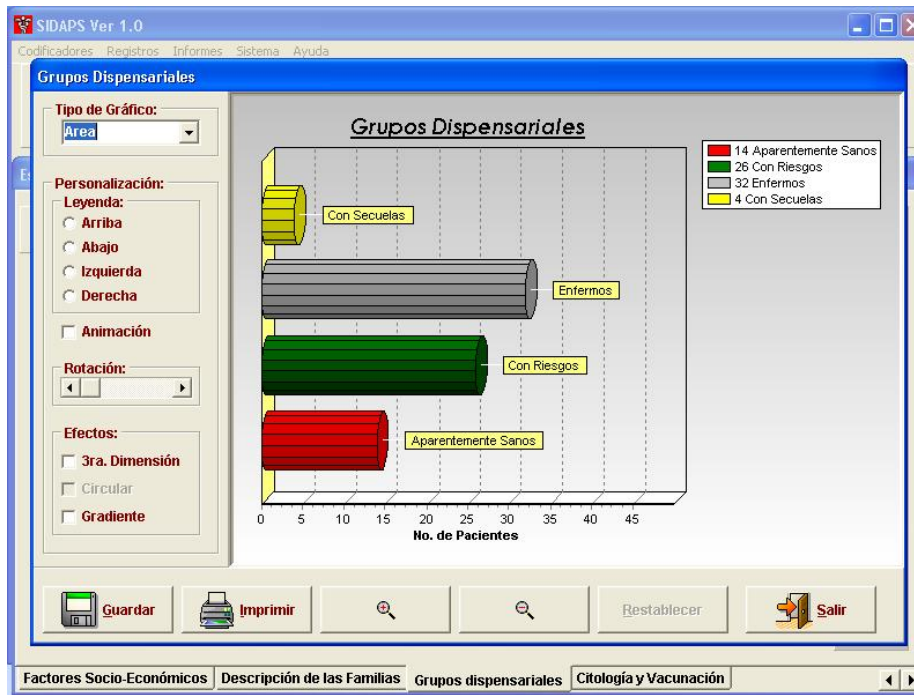 SIDAPS Ver 1.0
Codificadores Registros Informes Sistema Ayuda
Grupos Dispensariales
Tipo de Gráfico:
Area
Personalización:
Leyenda:
Arriba
Abajo
Izquierda
Derecha
Animación
Rotación:
Efectos:
3ra. Dimensión
Circular
Gradiente
Grupos Dispensariales
14 Aparentemente Sanos
26 Con Riesgos
32 Enfermos
4 Con Secuelas
Con Secuelas
Enfermos
Con Riesgos
Aparentemente Sanos
0 5 10 15 20 25 30 35 40 45
No. de Pacientes
Guardar
Imprimir
Restablecer
Salir
Factores Socio-Económicos Descripción de las Familias Grupos dispensariales Citología y Vacunación